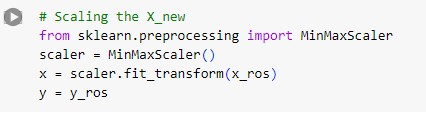 # Scaling the X_new
from sklearn.preprocessing import MinMaxScaler
scaler = MinMaxScaler()
x = scaler.fit_transform(x_ros)
y = y_ros